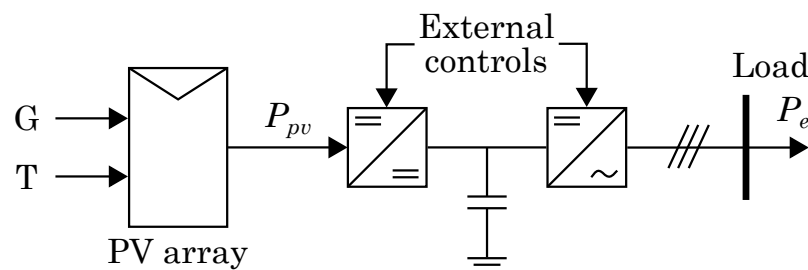 External
controls
Load
G
P_pv
P_e
T
PV array